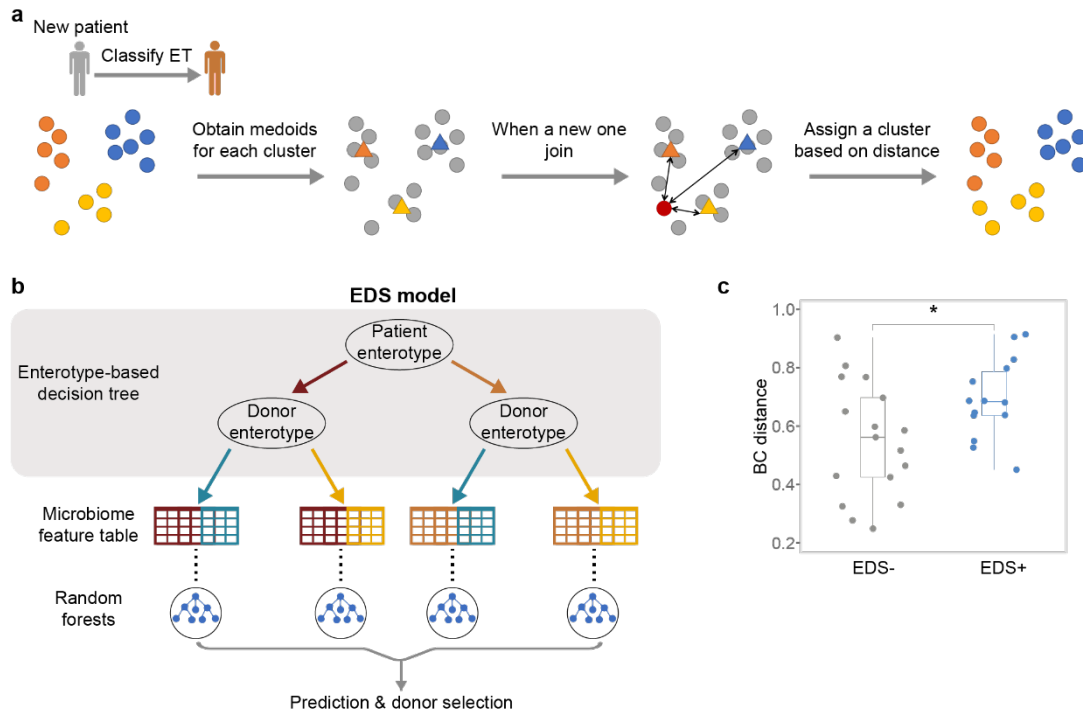 a
New patient
Classify ET
Obtain medoids
for each cluster
When a new one
join
Assign a cluster
based on distance
b
EDS model
Enterotype-based
decision tree
Patient
enterotype
Donor
enterotype
Donor
enterotype
Microbiome
feature table
Random
forests
Prediction & donor selection
c
BC distance
1.0
0.8
0.6
0.4
0.2
*
EDS-
EDS+